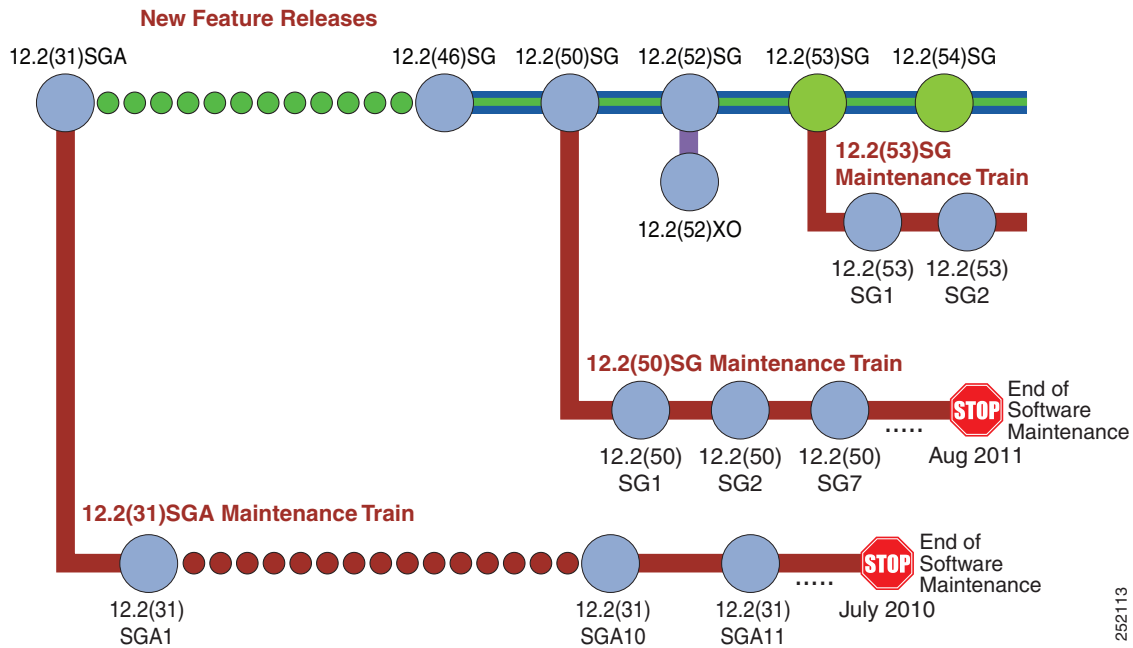 New Feature Releases
12.2(31)SGA
12.2(46)SG
12.2(50)SG
12.2(52)SG
12.2(53)SG
12.2(54)SG
12.2(53)SG
Maintenance Train
12.2(52)XO
12.2(53)
SG1
12.2(53)
SG2
12.2(50)SG Maintenance Train
STOP
End of
Software
Maintenance
.....
Aug 2011
12.2(50)
SG1
12.2(50)
SG2
12.2(50)
SG7
12.2(31)SGA Maintenance Train
STOP
End of
Software
Maintenance
.....
July 2010
12.2(31)
SGA1
12.2(31)
SGA10
12.2(31)
SGA11
252113